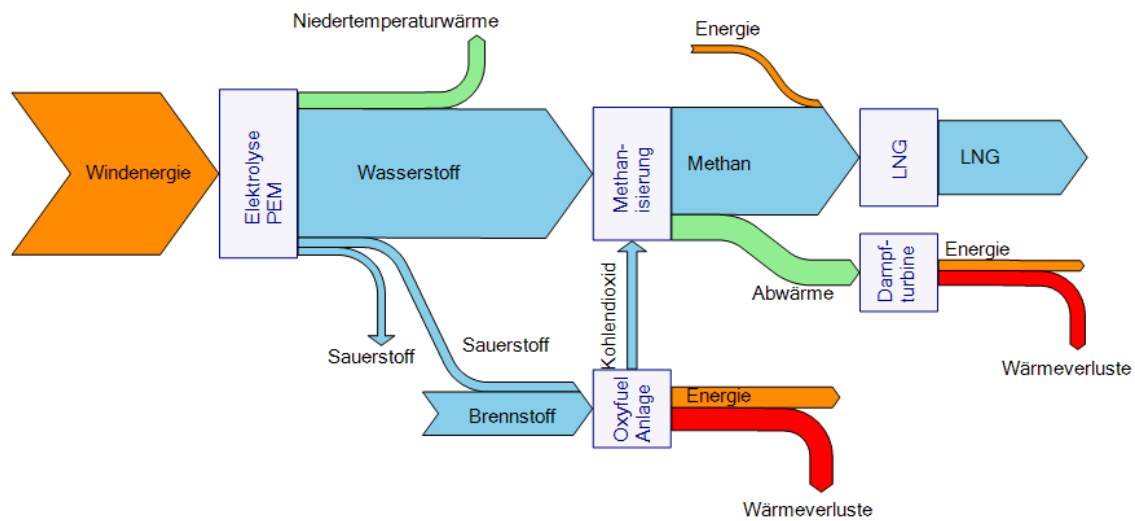 Niedertemperaturwärme
Energie
Windenergie
Elektrolyse
PEM
Wasserstoff
Methan-
isierung
Methan
LNG
LNG
Sauerstoff
Sauerstoff
Kohlendioxid
Abwärme
Dampf-
turbine
Energie
Wärmeverluste
Brennstoff
Oxyfuel
Anlage
Energie
Wärmeverluste